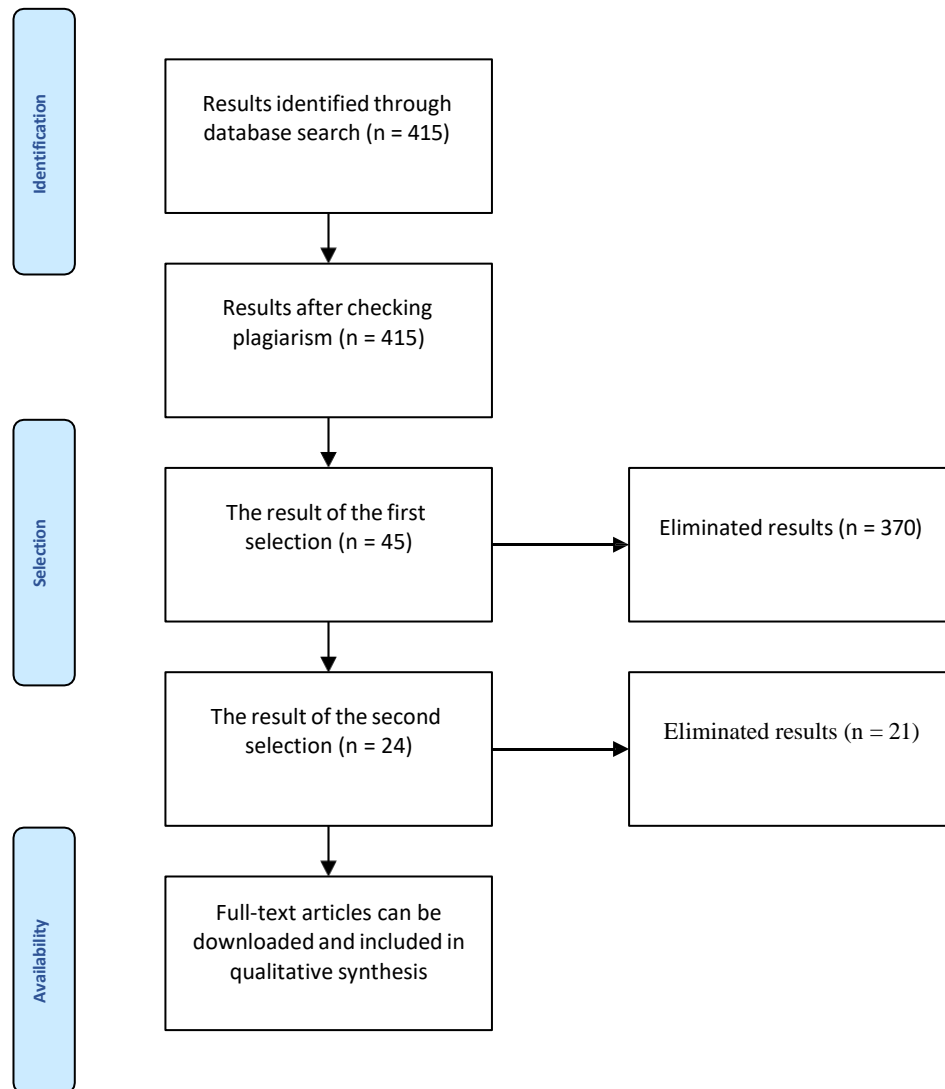 Identification
Results identified through
database search (n = 415)
Results after checking
plagiarism (n = 415)
Selection
The result of the first
selection (n = 45)
Eliminated results (n = 370)
The result of the second
selection (n = 24)
Eliminated results (n = 21)
Availability
Full-text articles can be
downloaded and included in
qualitative synthesis